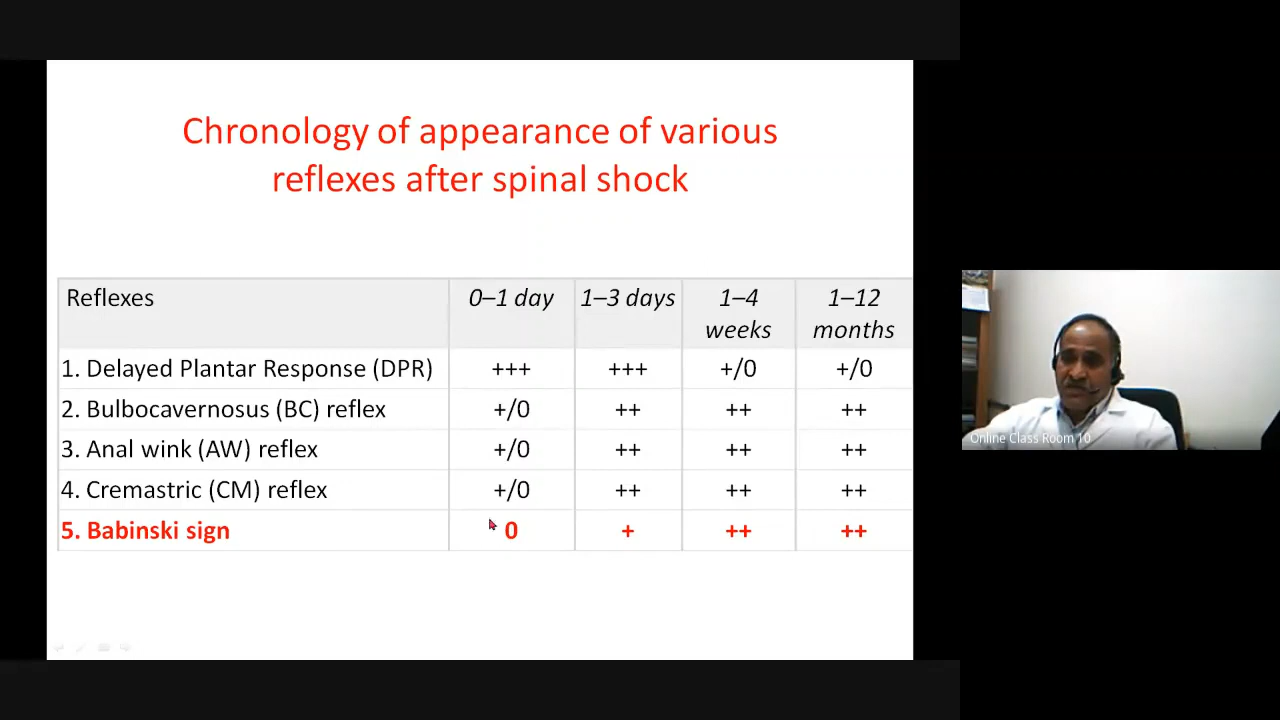 Chronology of appearance of various
reflexes after spinal shock
Reflexes 0–1 day 1–3 days 1–4 weeks 1–12 months
1. Delayed Plantar Response (DPR) +++ +++ +/0 +/0
2. Bulbocavernosus (BC) reflex +/0 ++ ++ ++
3. Anal wink (AW) reflex +/0 ++ ++ ++
4. Cremastric (CM) reflex +/0 ++ ++ ++
5. Babinski sign 0 + ++ ++
Online Class Room 10